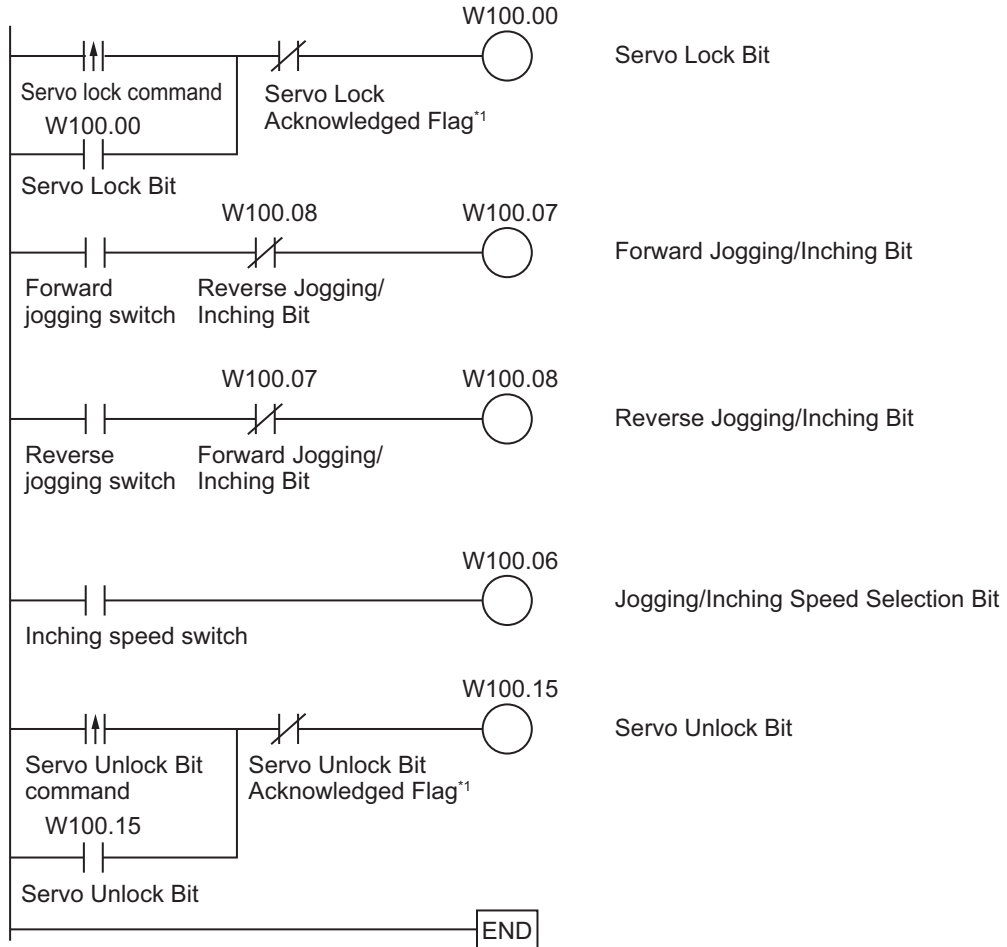 W100.00
Servo Lock Bit
Servo lock command
Servo Lock
Acknowledged Flag*1
W100.00
Servo Lock Bit
W100.08
W100.07
Forward Jogging/Inching Bit
Forward
jogging switch
Reverse Jogging/
Inching Bit
W100.07
W100.08
Reverse Jogging/Inching Bit
Reverse
jogging switch
Forward Jogging/
Inching Bit
W100.06
Jogging/Inching Speed Selection Bit
Inching speed switch
W100.15
Servo Unlock Bit
Servo Unlock Bit
command
Servo Unlock Bit
Acknowledged Flag*1
W100.15
Servo Unlock Bit
END